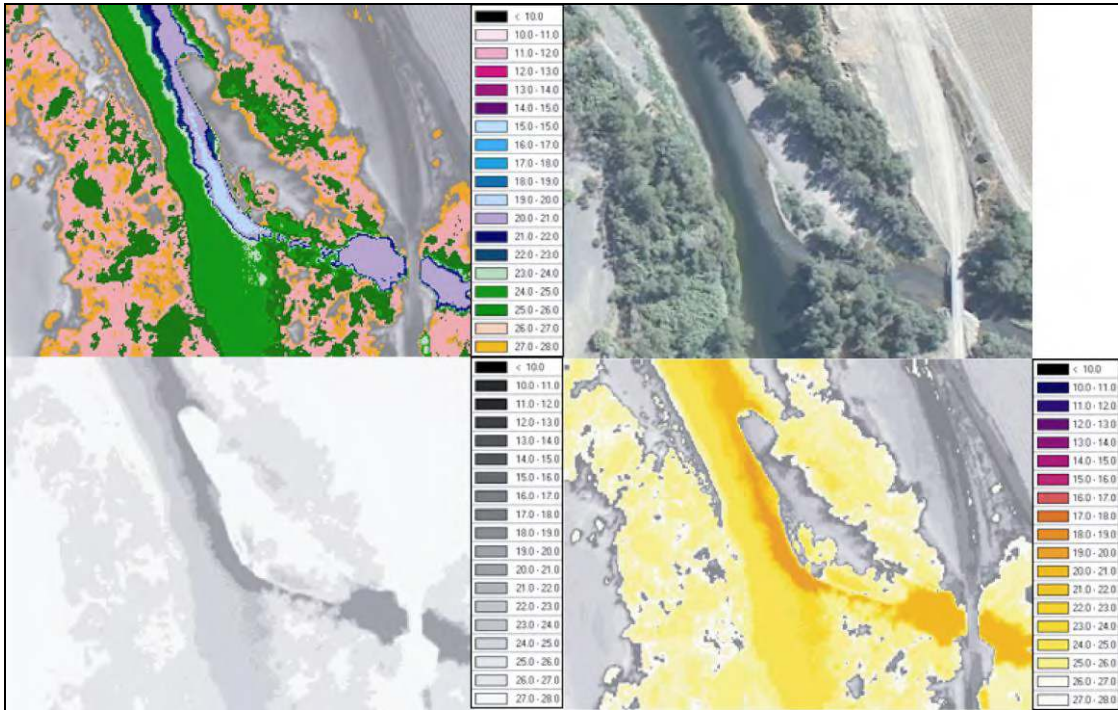 < 10.0
10.0 - 11.0
11.0 - 12.0
12.0 - 13.0
13.0 - 14.0
14.0 - 15.0
15.0 - 15.0
16.0 - 17.0
17.0 - 18.0
18.0 - 19.0
19.0 - 20.0
20.0 - 21.0
21.0 - 22.0
22.0 - 23.0
23.0 - 24.0
24.0 - 25.0
25.0 - 26.0
26.0 - 27.0
27.0 - 28.0
< 10.0
10.0 - 11.0
11.0 - 12.0
12.0 - 13.0
13.0 - 14.0
14.0 - 15.0
15.0 - 16.0
16.0 - 17.0
17.0 - 18.0
18.0 - 19.0
19.0 - 20.0
20.0 - 21.0
21.0 - 22.0
22.0 - 23.0
23.0 - 24.0
24.0 - 25.0
25.0 - 26.0
26.0 - 27.0
27.0 - 28.0
< 10.0
10.0 - 11.0
11.0 - 12.0
12.0 - 13.0
13.0 - 14.0
14.0 - 15.0
15.0 - 16.0
16.0 - 17.0
17.0 - 18.0
18.0 - 19.0
19.0 - 20.0
20.0 - 21.0
21.0 - 22.0
22.0 - 23.0
23.0 - 24.0
24.0 - 25.0
25.0 - 26.0
26.0 - 27.0
27.0 - 28.0